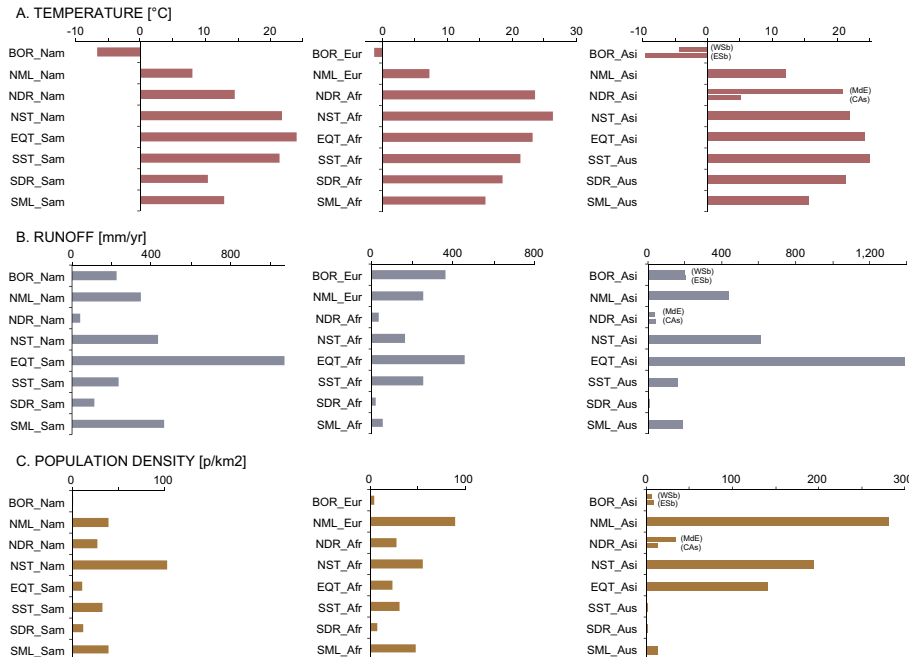 A. TEMPERATURE [°C]
-10 0 10 20
BOR_Nam
NML_Nam
NDR_Nam
NST_Nam
EQT_Sam
SST_Sam
SDR_Sam
SML_Sam
0 10 20 30
BOR_Eur
NML_Eur
NDR_Afr
NST_Afr
EQT_Afr
SST_Afr
SDR_Afr
SML_Afr
-10 0 10 20
BOR_Asi (WSb)
(ESb)
NML_Asi
NDR_Asi (MdE)
(CAs)
NST_Asi
EQT_Asi
SST_Aus
SDR_Aus
SML_Aus
B. RUNOFF [mm/yr]
0 400 800
BOR_Nam
NML_Nam
NDR_Nam
NST_Nam
EQT_Sam
SST_Sam
SDR_Sam
SML_Sam
0 400 800
BOR_Eur
NML_Eur
NDR_Afr
NST_Afr
EQT_Afr
SST_Afr
SDR_Afr
SML_Afr
0 400 800 1,200
BOR_Asi (WSb)
(ESb)
NML_Asi
NDR_Asi (MdE)
(CAs)
NST_Asi
EQT_Asi
SST_Aus
SDR_Aus
SML_Aus
C. POPULATION DENSITY [p/km2]
0 100
BOR_Nam
NML_Nam
NDR_Nam
NST_Nam
EQT_Sam
SST_Sam
SDR_Sam
SML_Sam
0 100
BOR_Eur
NML_Eur
NDR_Afr
NST_Afr
EQT_Afr
SST_Afr
SDR_Afr
SML_Afr
0 100 200 300
BOR_Asi (WSb)
(ESb)
NML_Asi
NDR_Asi (MdE)
(CAs)
NST_Asi
EQT_Asi
SST_Aus
SDR_Aus
SML_Aus